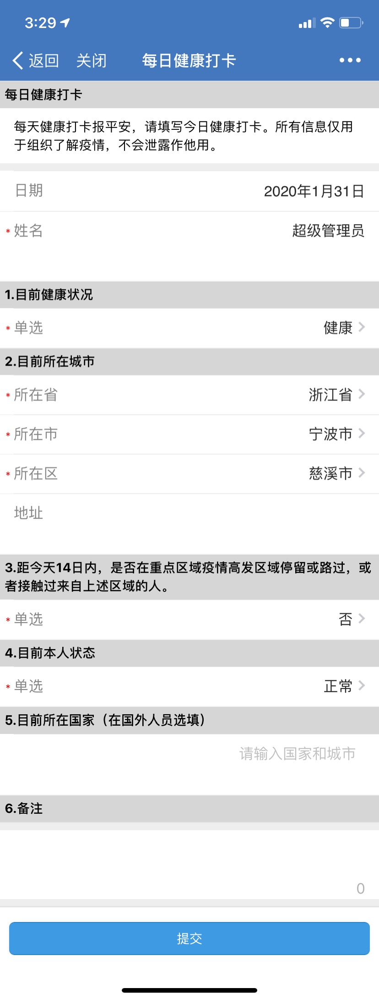 3:29
返回 关闭 每日健康打卡
每日健康打卡
每天健康打卡报平安，请填写今日健康打卡。所有信息仅用
于组织了解疫情，不会泄露作他用。
日期 2020年1月31日
* 姓名 超级管理员
1.目前健康状况
* 单选 健康
2.目前所在城市
* 所在省 浙江省
* 所在市 宁波市
* 所在区 慈溪市
地址
3.距今天14日内，是否在重点区域疫情高发区域停留或路过，或
者接触过来自上述区域的人。
* 单选 否
4.目前本人状态
* 单选 正常
5.目前所在国家（在国外人员选填）
请输入国家和城市
6.备注
0
提交